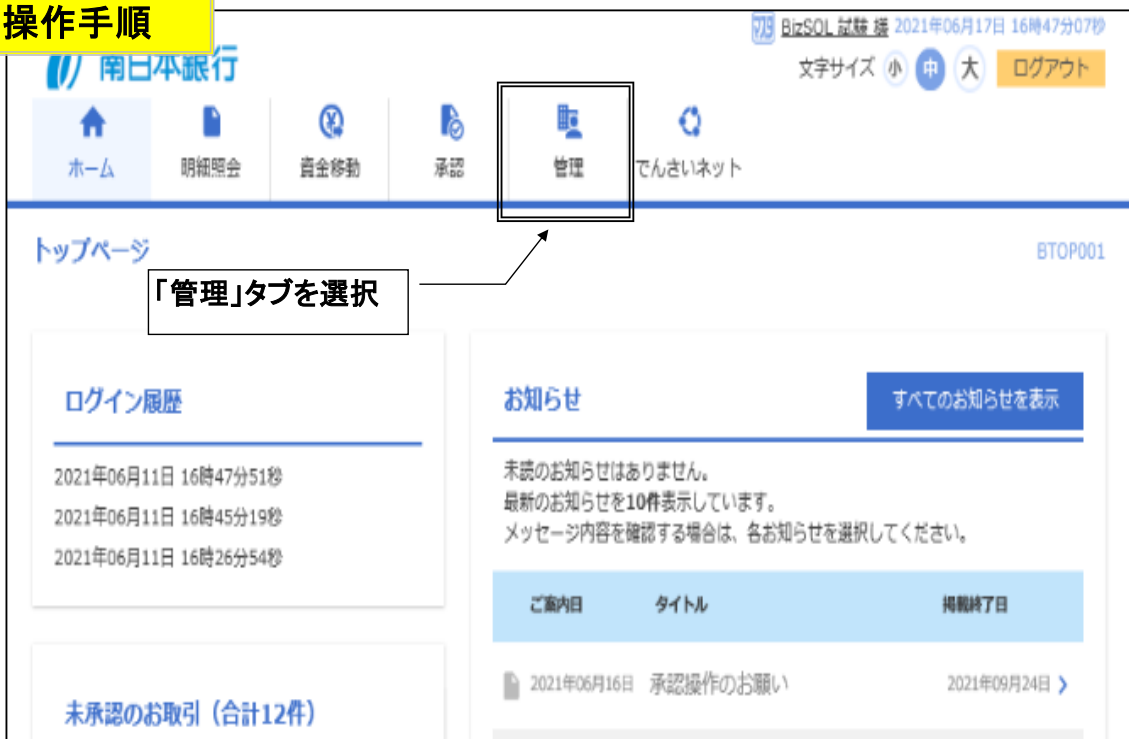 操作手順
マスタ BizSOL 試験 様 2021年06月17日 16時47分07秒
南日本銀行
文字サイズ 小 中 大 ログアウト
ホーム 明細照会 資金移動 承認 管理 でんさいネット
トップページ
BTOP001
「管理」タブを選択
ログイン履歴
2021年06月11日 16時47分51秒
2021年06月11日 16時45分19秒
2021年06月11日 16時26分54秒
未承認のお取引（合計12件）
お知らせ
すべてのお知らせを表示
未読のお知らせはありません。
最新のお知らせを10件表示しています。
メッセージ内容を確認する場合は、各お知らせを選択してください。
ご案内日 タイトル 掲載終了日
2021年06月16日 承認操作のお願い 2021年09月24日